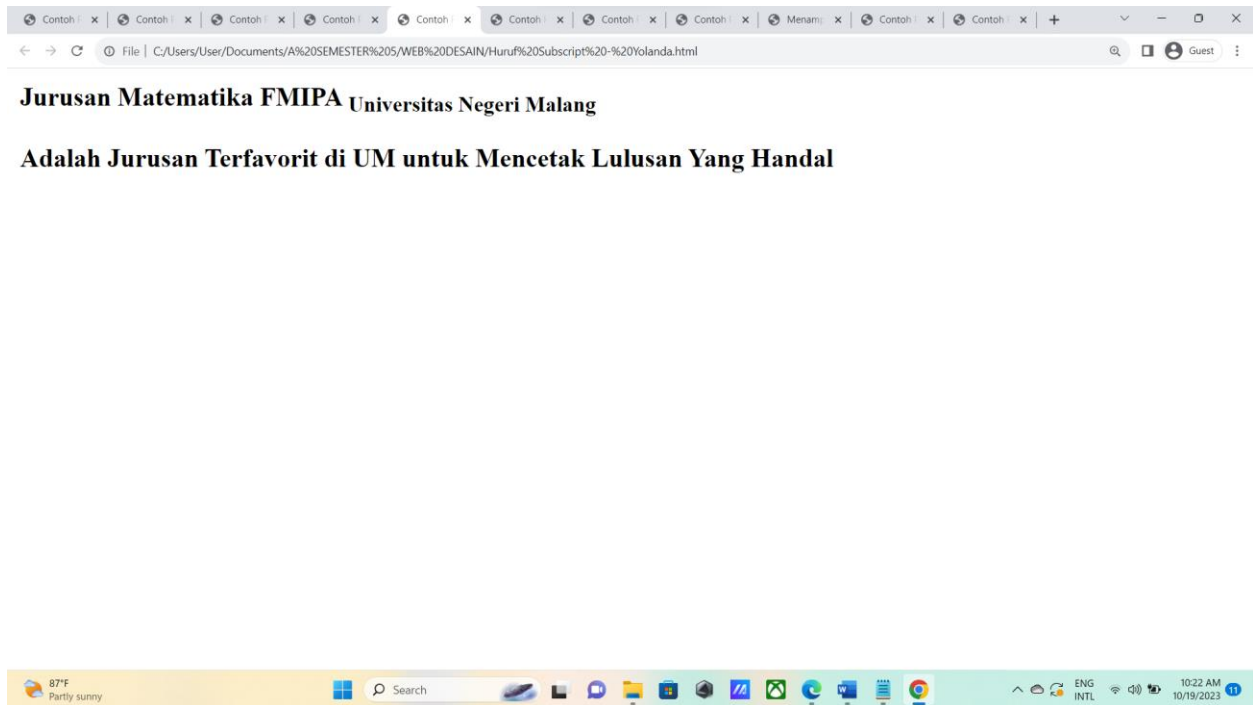 Contoh Contoh Contoh Contoh Contoh Contoh Contoh Contoh Menamp Contoh Contoh
File | C:/Users/User/Documents/A%20SEMESTER%205/WEB%20DESAIN/Huruf%20Subscript%20-%20Yolanda.html Guest
Jurusan Matematika FMIPA Universitas Negeri Malang
Adalah Jurusan Terfavorit di UM untuk Mencetak Lulusan Yang Handal
87°F
Partly sunny
Search
ENG
INTL
10:22 AM
10/19/2023
11